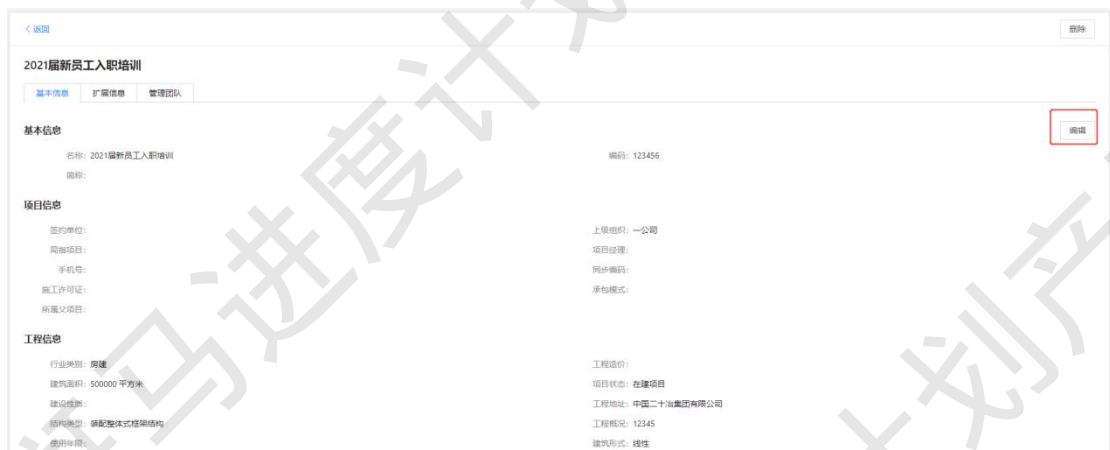 < 返回
删除
2021届新员工入职培训
基本信息 扩展信息 管理团队
基本信息
编辑
名称: 2021届新员工入职培训 编码: 123456
简称:
项目信息
签约单位: 上级组织: 一公司
局指项目: 项目经理:
手机号: 同步编码:
施工许可证: 承包模式:
所属父项目:
工程信息
行业类别: 房建 工程造价:
建筑面积: 500000 平方米 项目状态: 在建项目
建设性质: 工程地址: 中国二十冶集团有限公司
结构类型: 装配整体式框架结构 工程概况: 12345
使用年限: 建筑形式: 线性
斑马进度计划
计划产